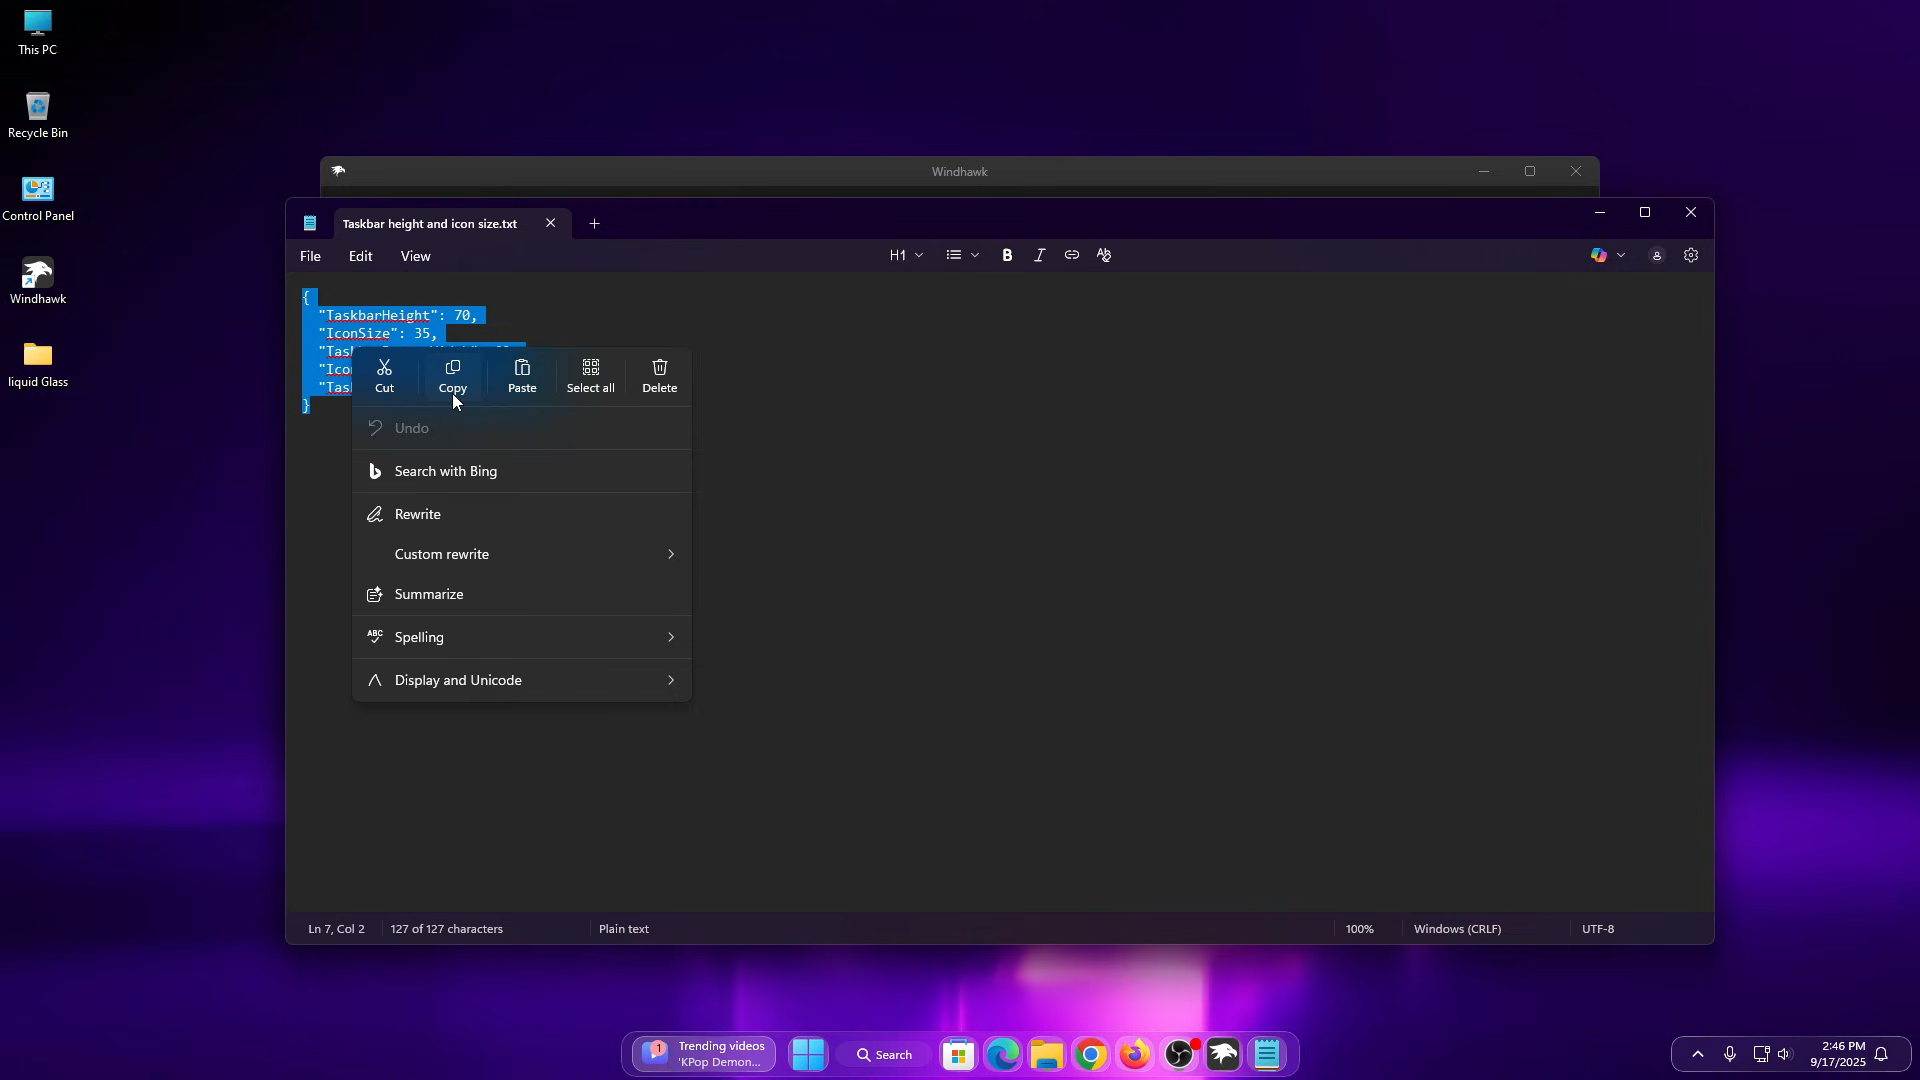 This PC
Recycle Bin
Control Panel
Windhawk
liquid Glass
Windhawk
Taskbar height and icon size.txt
File Edit View
H1
{
"TaskbarHeight": 70,
"IconSize": 35,
}
Cut Copy Paste Select all Delete
Undo
Search with Bing
Rewrite
Custom rewrite
Summarize
ABC Spelling
Display and Unicode
Ln 7, Col 2 127 of 127 characters Plain text 100% Windows (CRLF) UTF-8
1 Trending videos
'KPop Demon...
Search
2:46 PM
9/17/2025